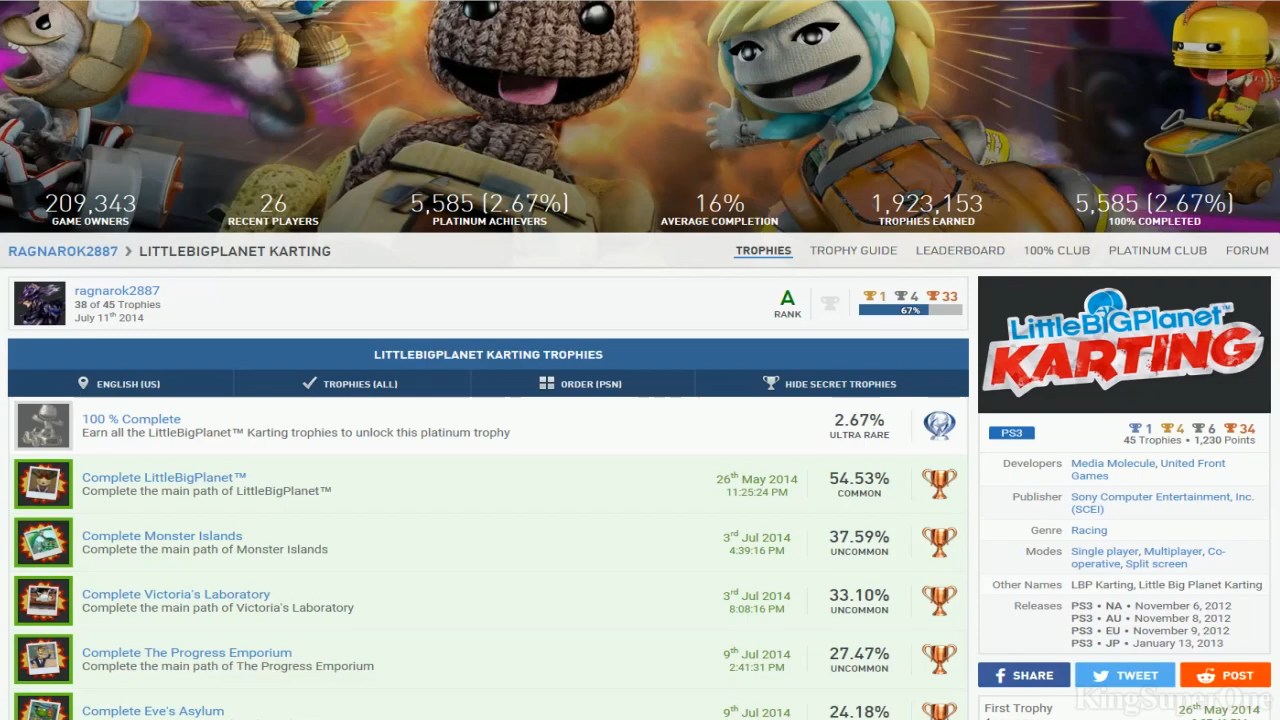 209,343
GAME OWNERS
26
RECENT PLAYERS
5,585 (2.67%)
PLATINUM ACHIEVERS
16%
AVERAGE COMPLETION
1,923,153
TROPHIES EARNED
5,585 (2.67%)
100% COMPLETED
RAGNAROK2887 > LITTLEBIGPLANET KARTING
TROPHIES TROPHY GUIDE LEADERBOARD 100% CLUB PLATINUM CLUB FORUM
ragnarok2887
38 of 45 Trophies
July 11th 2014
A
RANK
1 4 33
67%
LITTLEBIGPLANET KARTING TROPHIES
ENGLISH (US) TROPHIES (ALL) ORDER (PSN) HIDE SECRET TROPHIES
100 % Complete
Earn all the LittleBigPlanet™ Karting trophies to unlock this platinum trophy
2.67%
ULTRA RARE
Complete LittleBigPlanet™
Complete the main path of LittleBigPlanet™
26th May 2014
11:25:24 PM
54.53%
COMMON
Complete Monster Islands
Complete the main path of Monster Islands
3rd Jul 2014
4:39:16 PM
37.59%
UNCOMMON
Complete Victoria's Laboratory
Complete the main path of Victoria's Laboratory
3rd Jul 2014
8:08:16 PM
33.10%
UNCOMMON
Complete The Progress Emporium
Complete the main path of The Progress Emporium
9th Jul 2014
2:41:31 PM
27.47%
UNCOMMON
Complete Eve's Asylum
9th Jul 2014
24.18%
LittleBIGPlanet™
KARTING
PS3
1 4 6 34
45 Trophies • 1,230 Points
Developers Media Molecule, United Front
Games
Publisher Sony Computer Entertainment, Inc.
(SCEI)
Genre Racing
Modes Single player, Multiplayer, Co-
operative, Split screen
Other Names LBP Karting, Little Big Planet Karting
Releases PS3 • NA • November 6, 2012
PS3 • AU • November 8, 2012
PS3 • EU • November 9, 2012
PS3 • JP • January 13, 2013
SHARE TWEET POST
KingSuperOne
First Trophy 26th May 2014